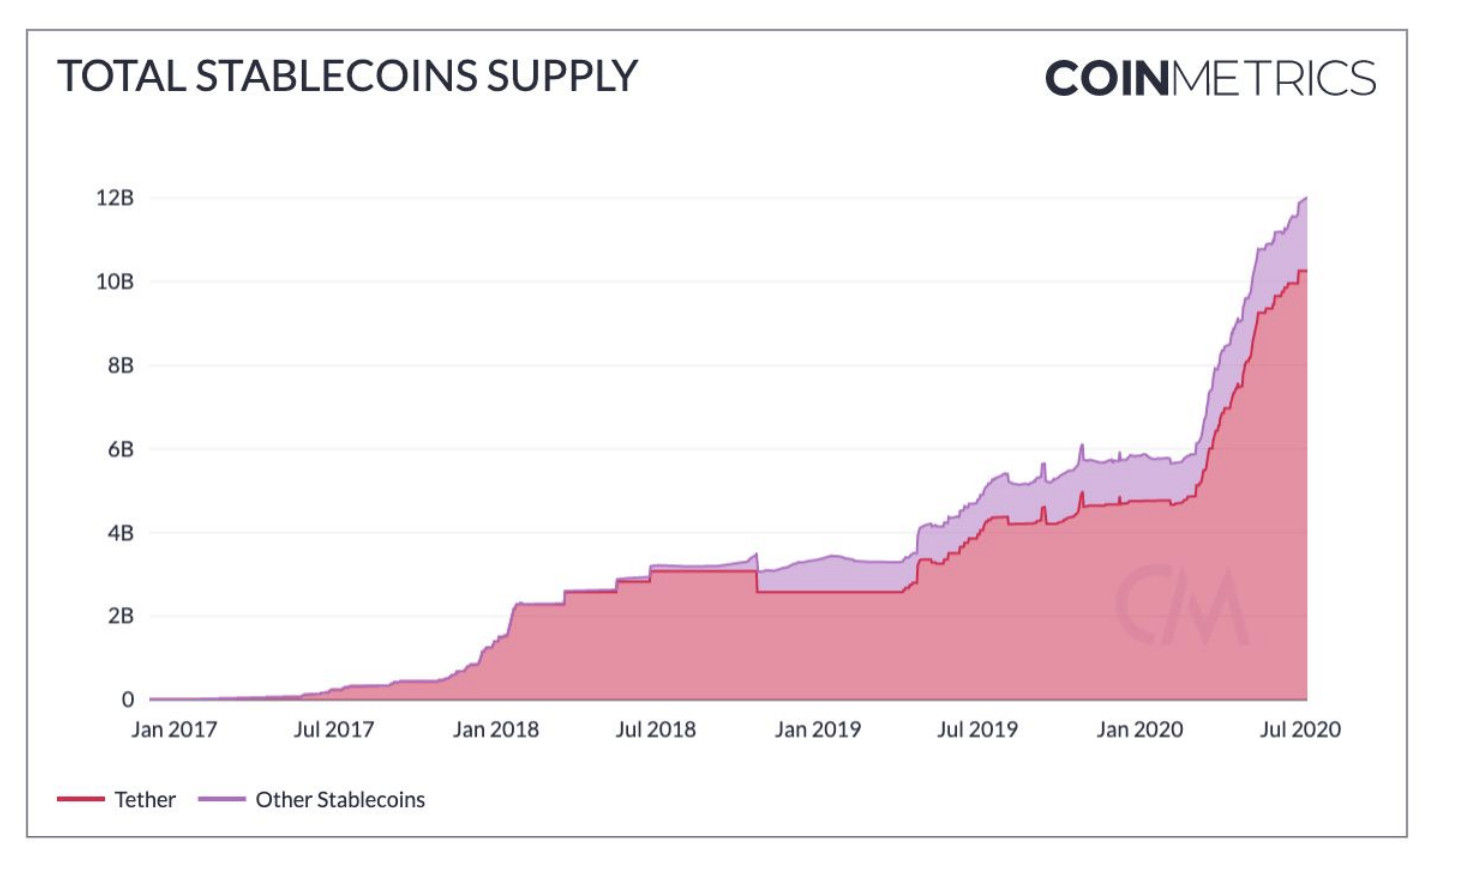 TOTAL STABLECOINS SUPPLY
COINMETRICS
12B
10B
8B
6B
4B
2B
0
Jan 2017 Jul 2017 Jan 2018 Jul 2018 Jan 2019 Jul 2019 Jan 2020 Jul 2020
CM
Tether Other Stablecoins